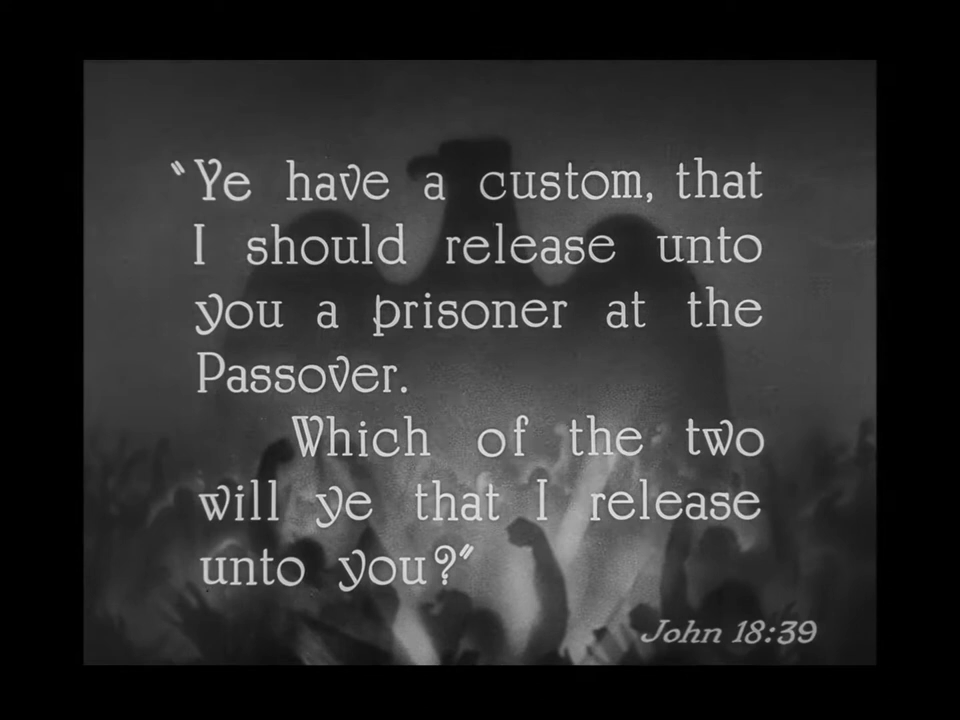 "Ye have a custom, that
I should release unto
you a prisoner at the
Passover.
Which of the two
will ye that I release
unto you?"
John 18:39